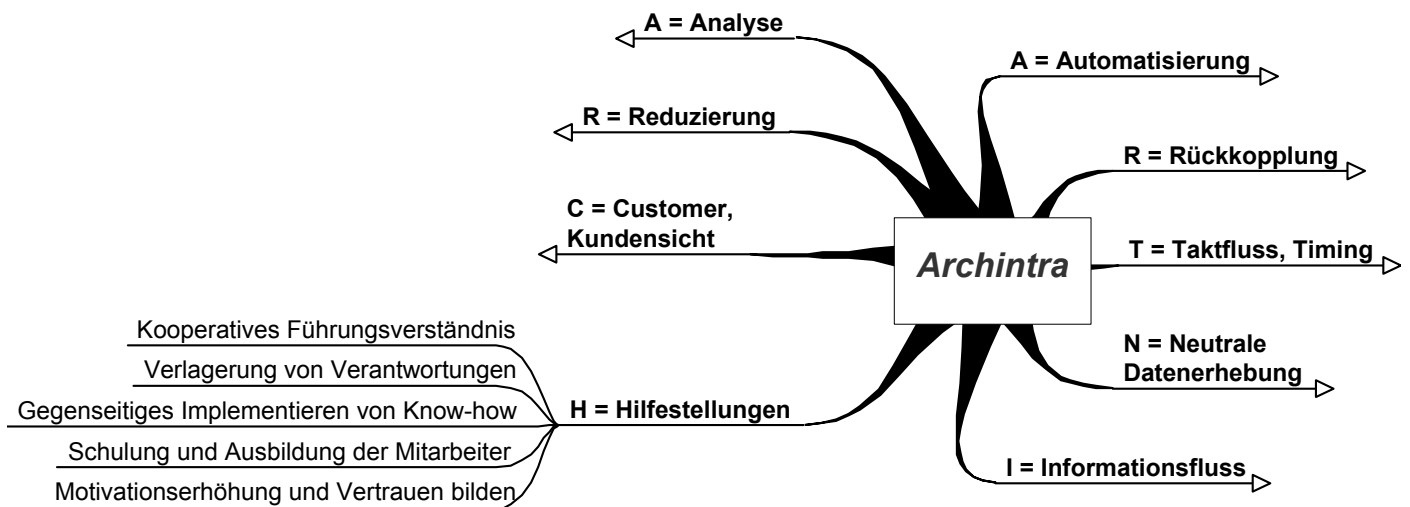 Archintra
A = Analyse
R = Reduzierung
C = Customer,
Kundensicht
H = Hilfestellungen
Kooperatives Führungsverständnis
Verlagerung von Verantwortungen
Gegenseitiges Implementieren von Know-how
Schulung und Ausbildung der Mitarbeiter
Motivationserhöhung und Vertrauen bilden
I = Informationsfluss
N = Neutrale
Datenerhebung
T = Taktfluss, Timing
R = Rückkopplung
A = Automatisierung